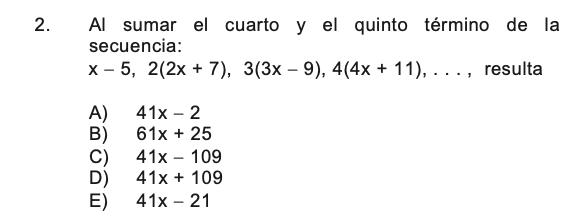 2. Al sumar el cuarto y el quinto término de la
secuencia:
x – 5, 2(2x + 7), 3(3x – 9), 4(4x + 11), . . . , resulta
A) 41x – 2
B) 61x + 25
C) 41x – 109
D) 41x + 109
E) 41x – 21